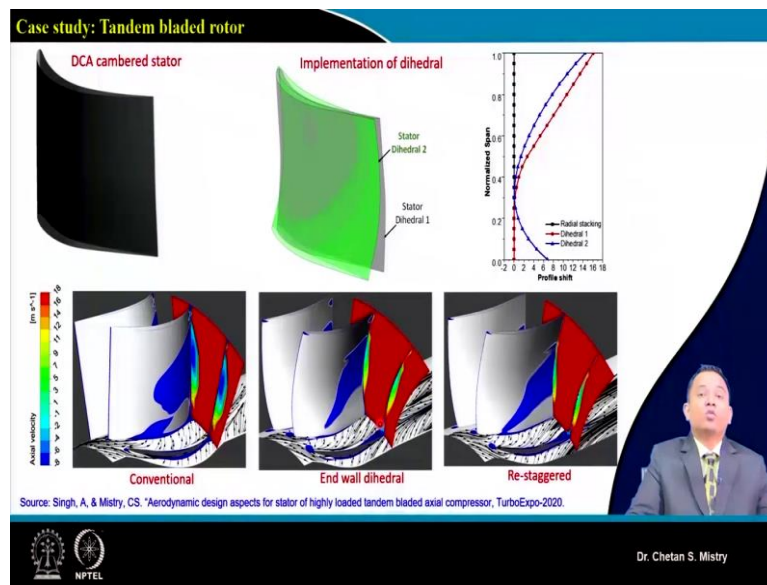 Case study: Tandem bladed rotor
DCA cambered stator
Implementation of dihedral
Stator
Dihedral 2
Stator
Dihedral 1
Normalized Span
1.0
0.8
0.6
0.4
0.2
0.0
Radial stacking
Dihedral 1
Dihedral 2
-2 0 2 4 6 8 10 12 14 16 18
Profile shift
Axial velocity
[m s^-1]
18
16
14
12
Conventional
End wall dihedral
Re-staggered
Source: Singh, A, & Mistry, CS. "Aerodynamic design aspects for stator of highly loaded tandem bladed axial compressor, TurboExpo-2020.
NPTEL
Dr. Chetan S. Mistry